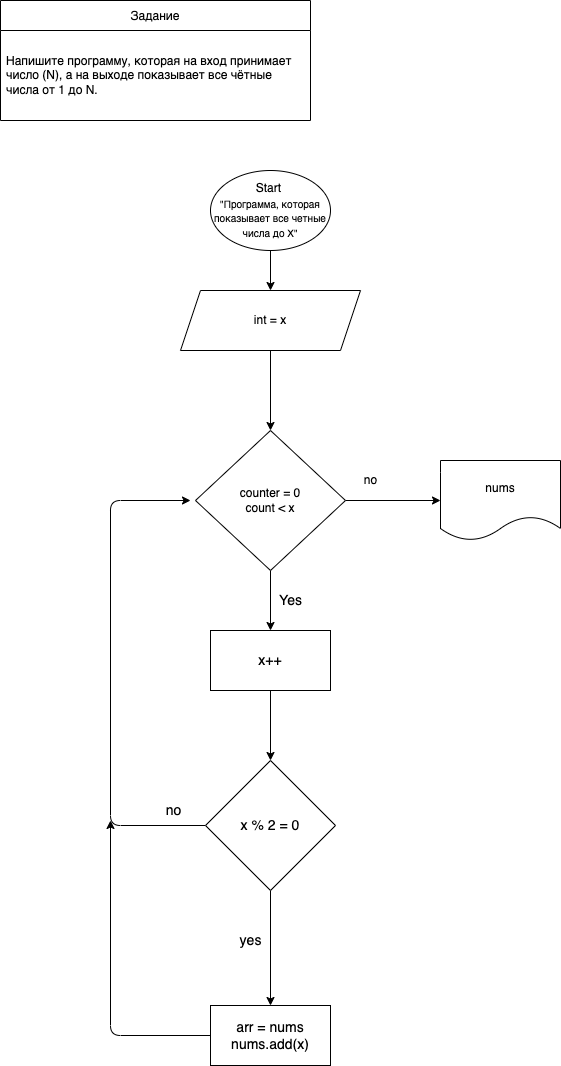 Задание
Напишите программу, которая на вход принимает
число (N), а на выходе показывает все чётные
числа от 1 до N.
Start
"Программа, которая
показывает все четные
числа до X"
int = x
counter = 0
count < x
no
nums
Yes
x++
no
x % 2 = 0
yes
arr = nums
nums.add(x)